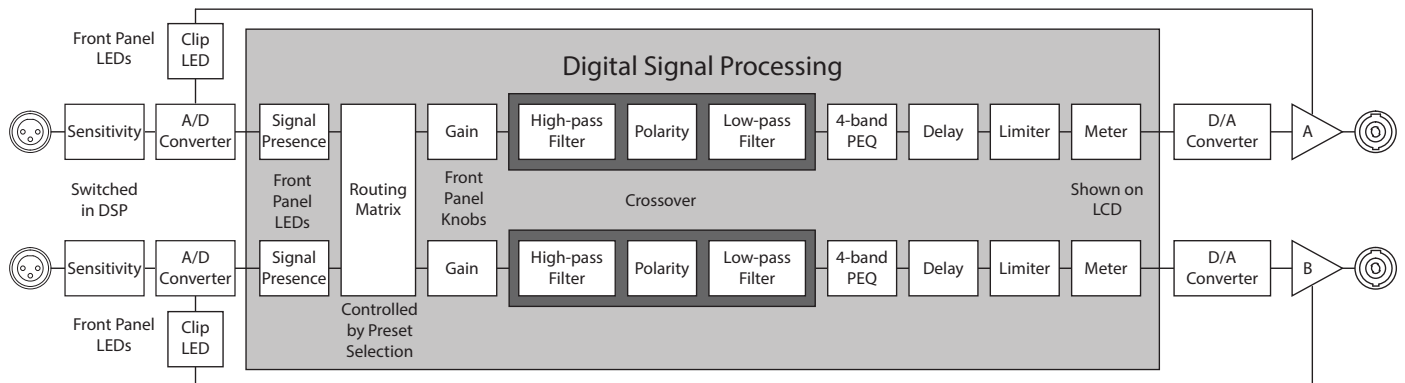 Front Panel
LEDs
Clip
LED
Digital Signal Processing
Sensitivity
A/D
Converter
Signal
Presence
Routing
Matrix
Gain
High-pass
Filter
Polarity
Low-pass
Filter
4-band
PEQ
Delay
Limiter
Meter
D/A
Converter
A
Switched
in DSP
Front
Panel
LEDs
Front
Panel
Knobs
Crossover
Shown on
LCD
Sensitivity
A/D
Converter
Signal
Presence
Gain
High-pass
Filter
Polarity
Low-pass
Filter
4-band
PEQ
Delay
Limiter
Meter
D/A
Converter
B
Front Panel
LEDs
Clip
LED
Controlled
by Preset
Selection